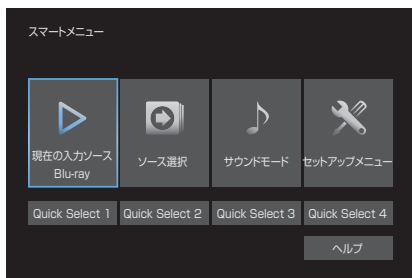 スマートメニュー
現在の入力ソース
Blu-ray
ソース選択
サウンドモード
セットアップメニュー
Quick Select 1
Quick Select 2
Quick Select 3
Quick Select 4
ヘルプ